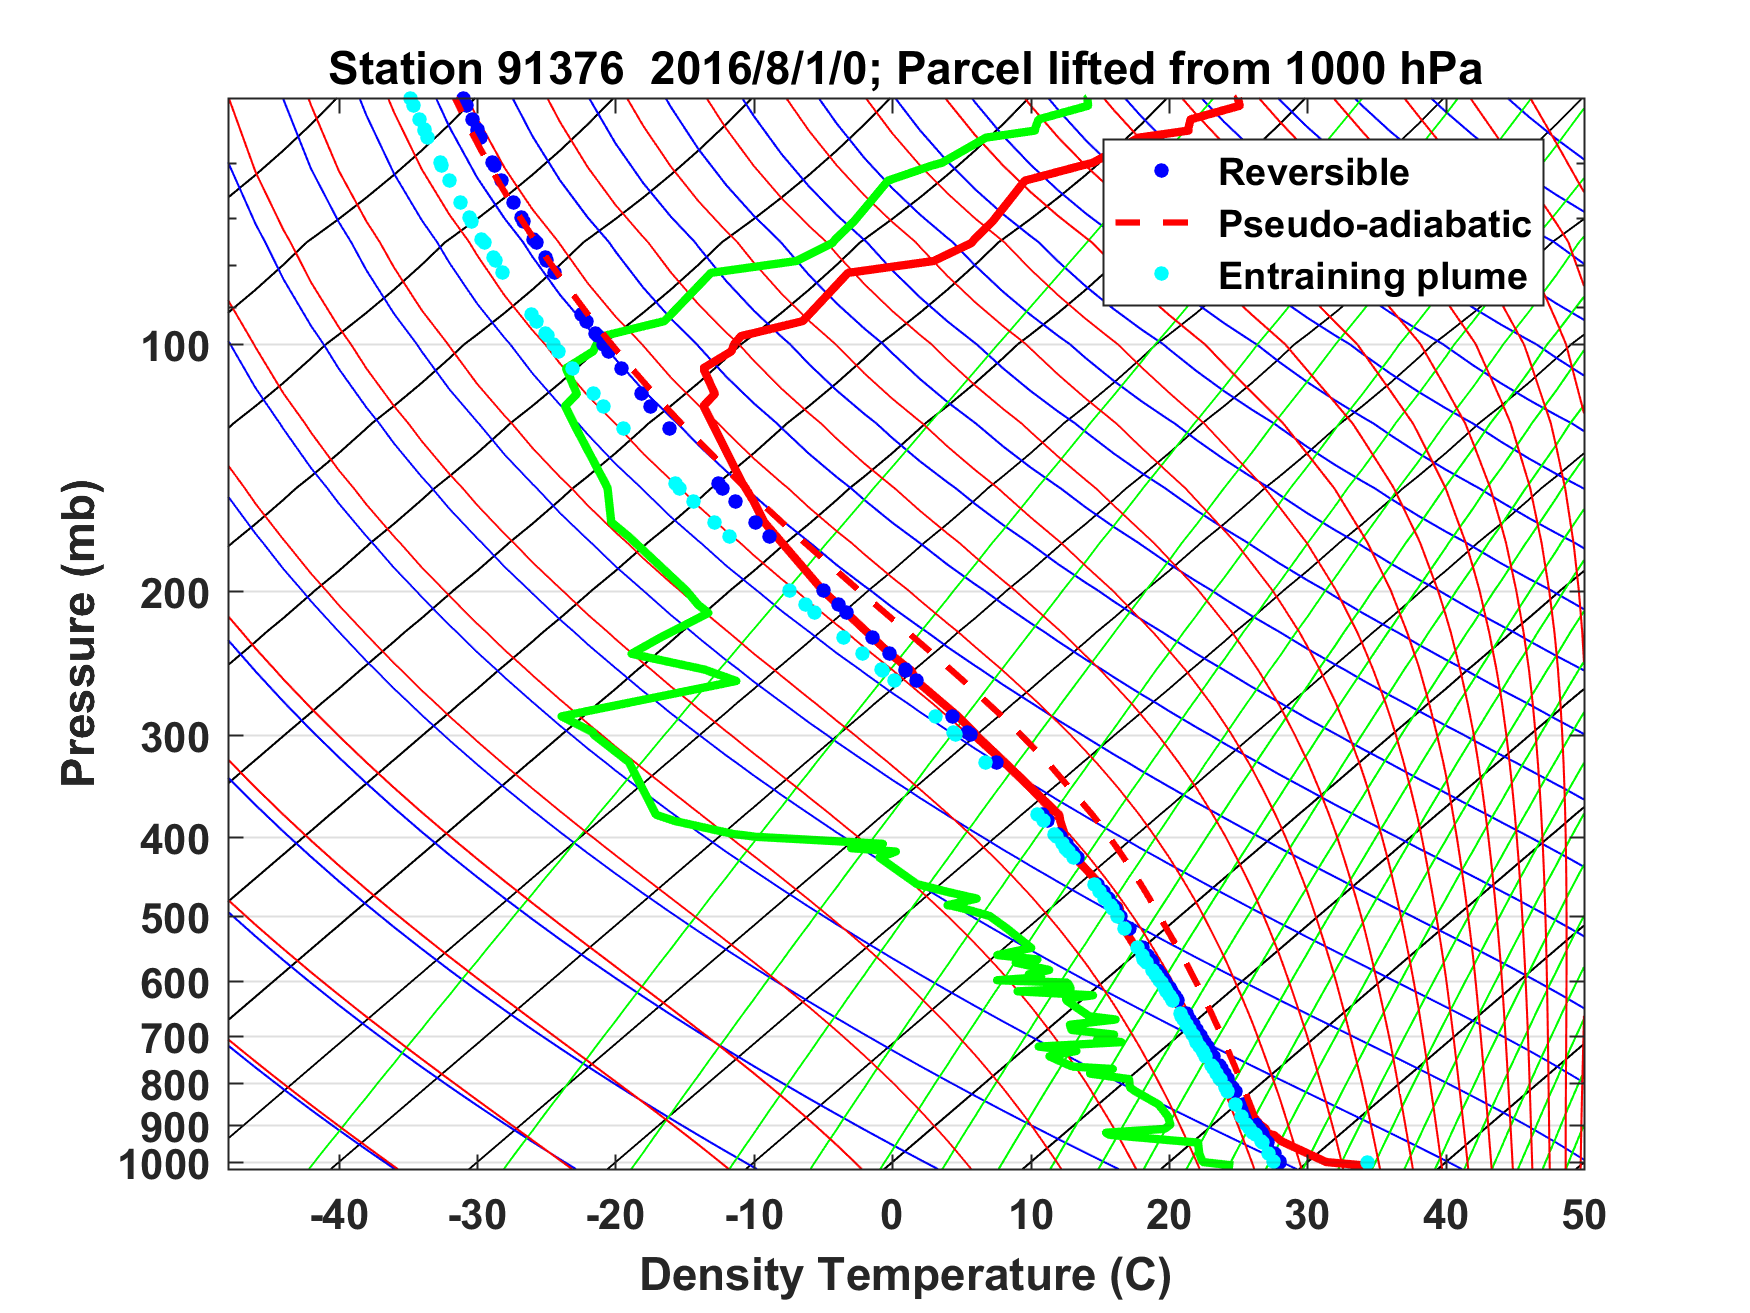 Station 91376  2016/8/1/0; Parcel lifted from 1000 hPa
Reversible
Pseudo-adiabatic
Entraining plume
Pressure (mb)
100
200
300
400
500
600
700
800
900
1000
-40 -30 -20 -10 0 10 20 30 40 50
Density Temperature (C)